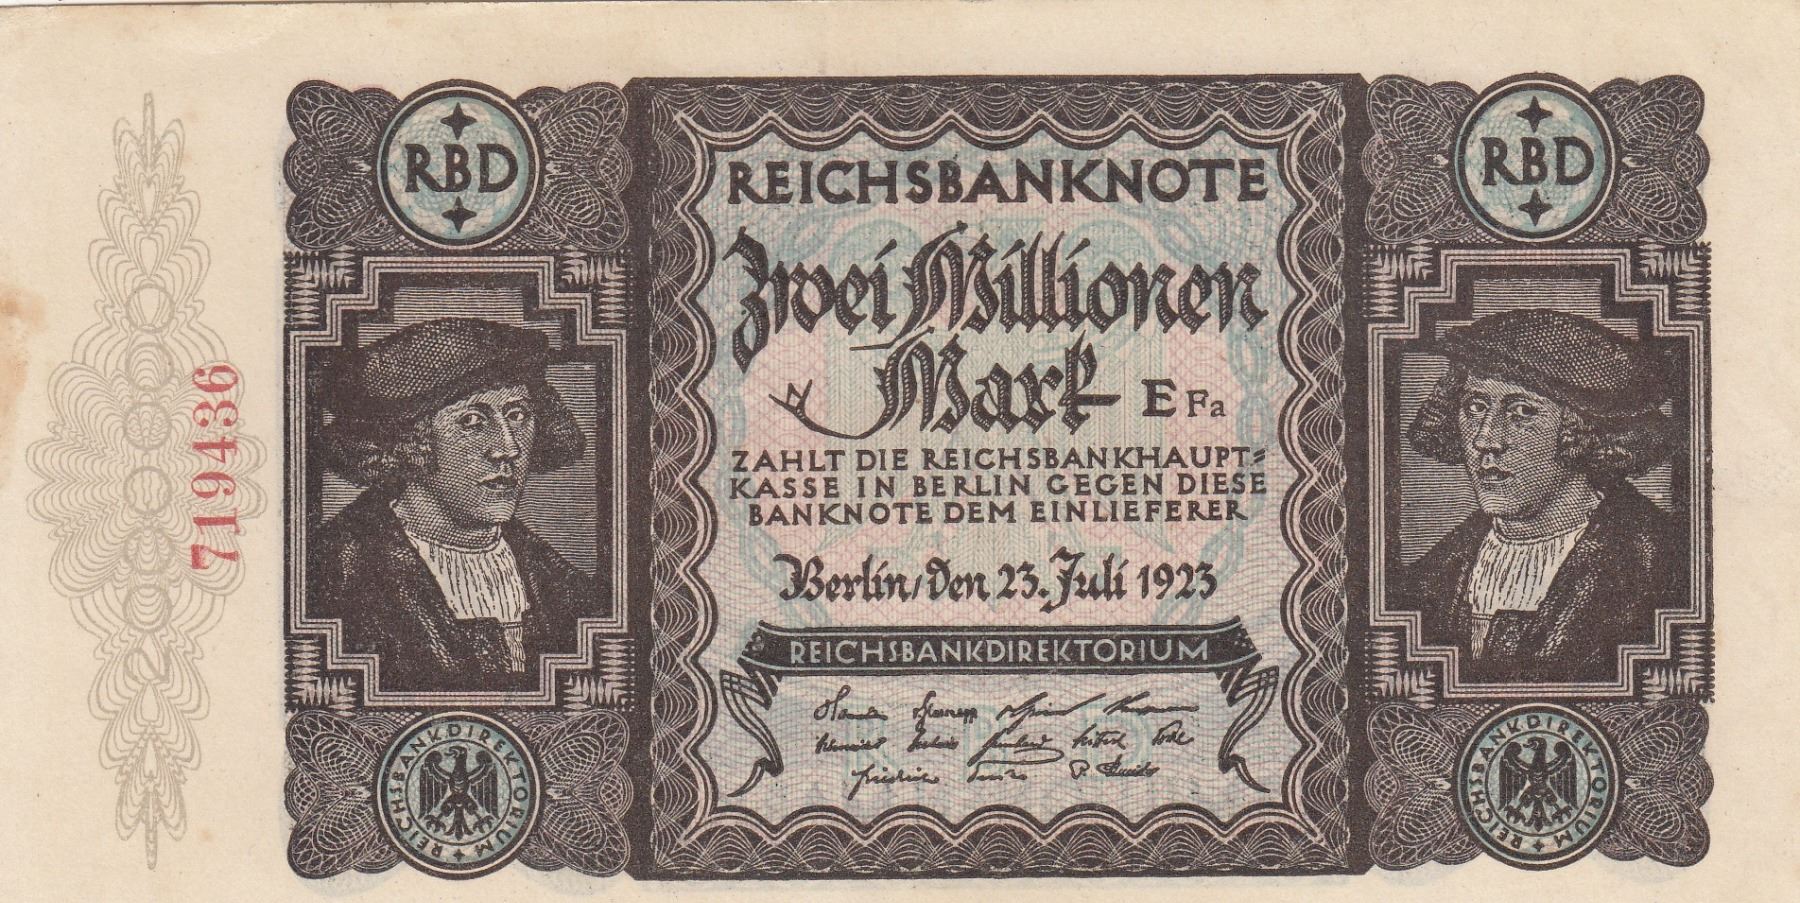 719436
RBD
RBD
REICHSBANKNOTE
Zwei Millionen
Mark E Fa
ZAHLT DIE REICHSBANKHAUPT=
KASSE IN BERLIN GEGEN DIESE
BANKNOTE DEM EINLIEFERER
Berlin, den 23. Juli 1923
REICHSBANKDIREKTORIUM
REICHSBANKDIREKTORIUM
REICHSBANKDIREKTORIUM